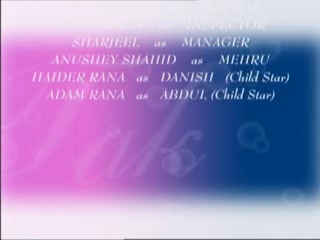 as INSPECTOR
SHARJEEL as MANAGER
ANUSHEY SHAHID as MEHRU
HAIDER RANA as DANISH (Child Star)
ADAM RANA as ABDUL (Child Star)
Tak